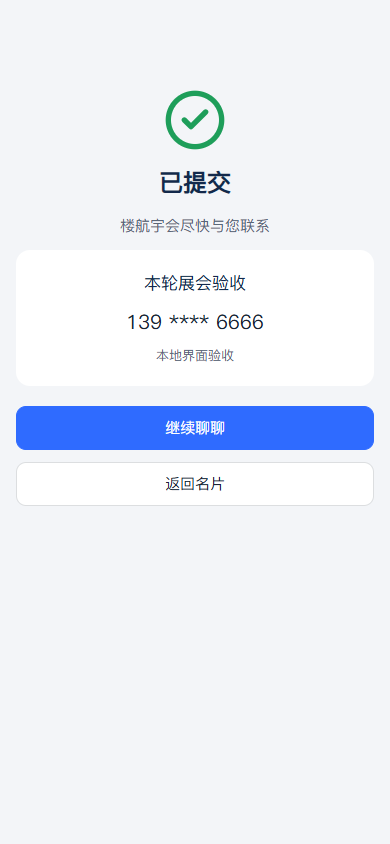 已提交
楼航宇会尽快与您联系
本轮展会验收
139 **** 6666
本地界面验收
继续聊聊
返回名片